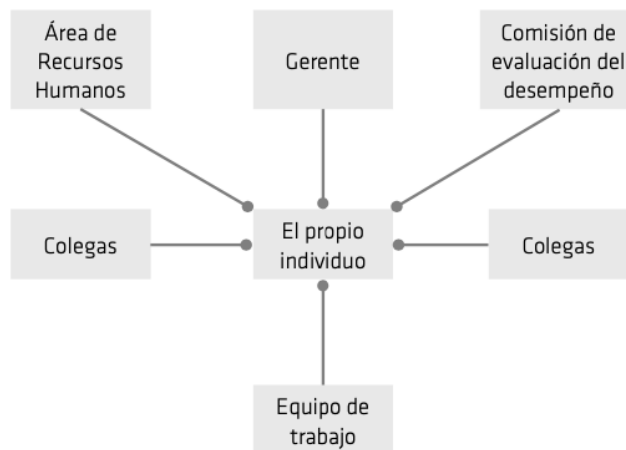 Área de
Recursos
Humanos
Gerente
Comisión de
evaluación del
desempeño
Colegas
El propio
individuo
Colegas
Equipo de
trabajo